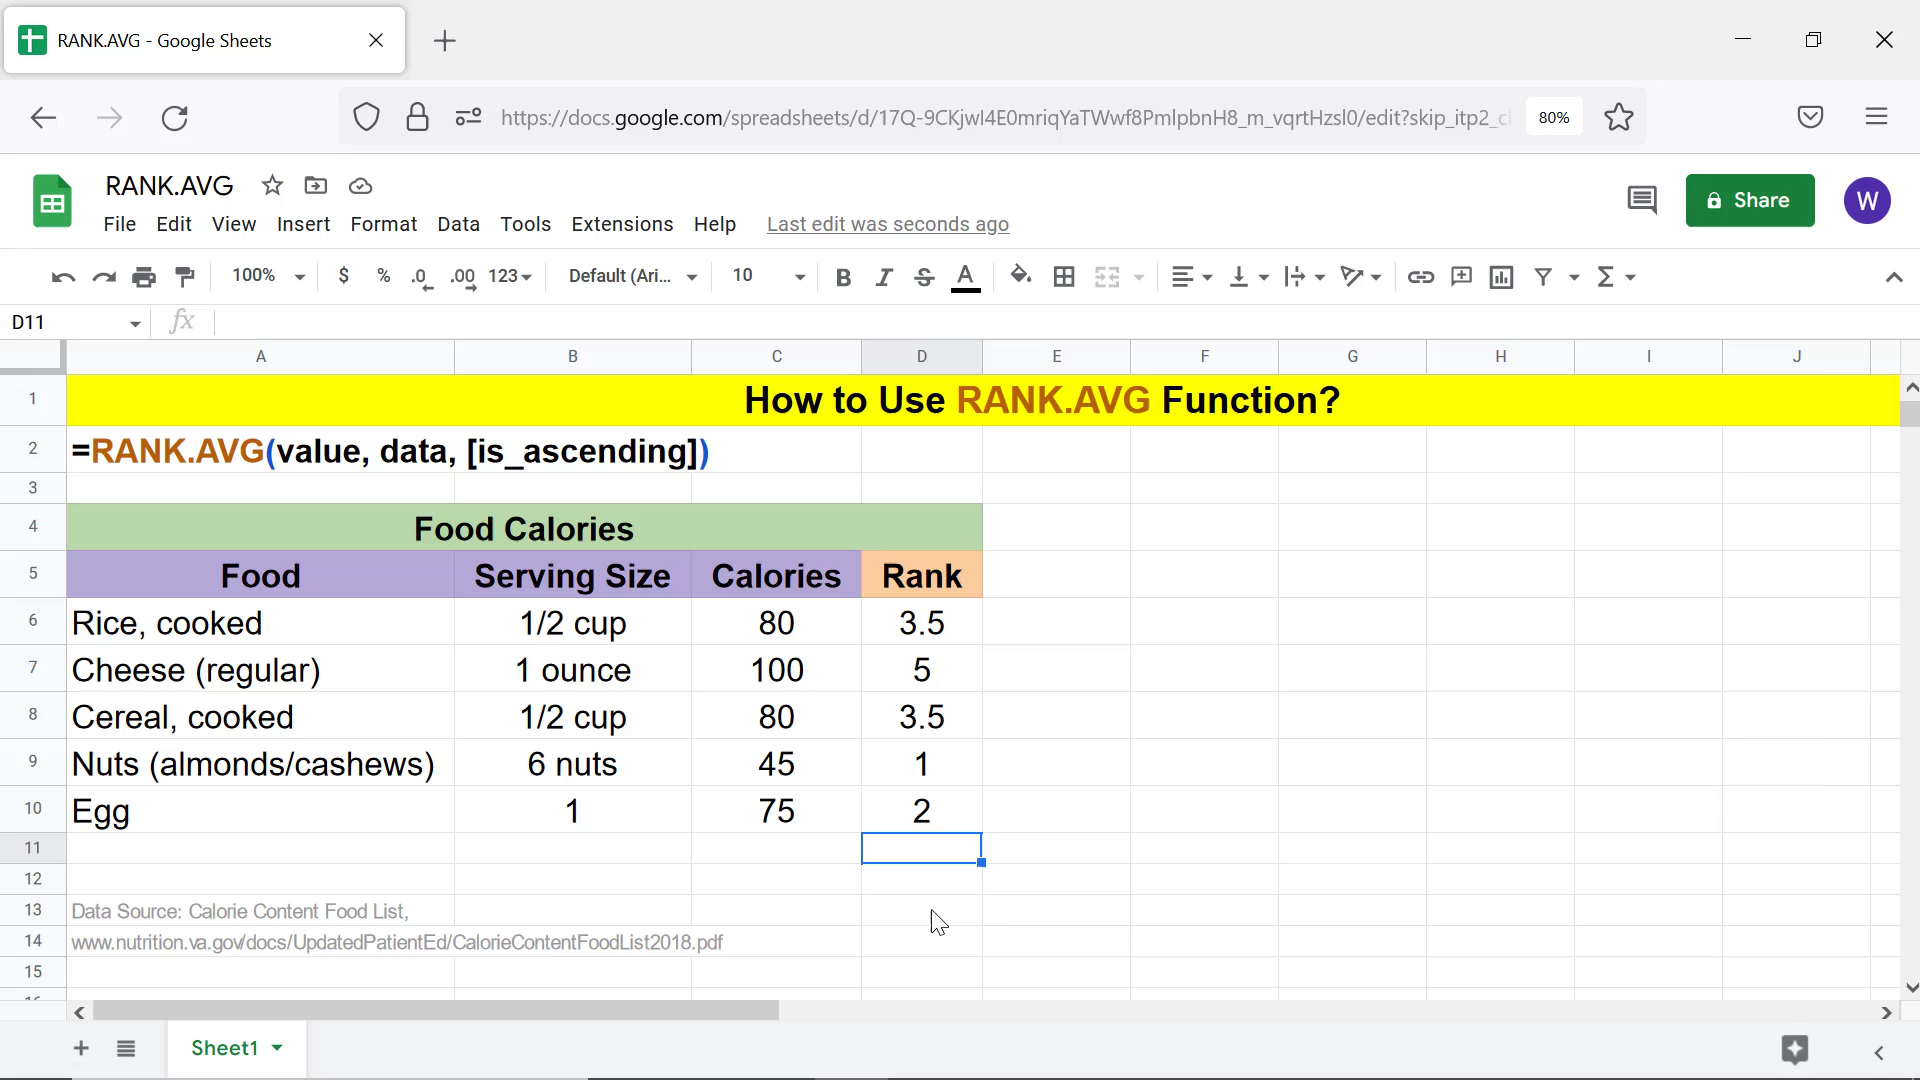 RANK.AVG - Google Sheets
https://docs.google.com/spreadsheets/d/17Q-9CKjwl4E0mriqYaTWwf8PmlpbnH8_m_vqrtHzsl0/edit?skip_itp2_c
80%
RANK.AVG
File Edit View Insert Format Data Tools Extensions Help Last edit was seconds ago
Share
W
100% $ % .0 .00 123 Default (Ari... 10 B I S A
D11 fx
A B C D E F G H I J
1 How to Use RANK.AVG Function?
2 =RANK.AVG(value, data, [is_ascending])
3
4 Food Calories
5 Food Serving Size Calories Rank
6 Rice, cooked 1/2 cup 80 3.5
7 Cheese (regular) 1 ounce 100 5
8 Cereal, cooked 1/2 cup 80 3.5
9 Nuts (almonds/cashews) 6 nuts 45 1
10 Egg 1 75 2
11
12
13 Data Source: Calorie Content Food List,
14 www.nutrition.va.gov/docs/UpdatedPatientEd/CalorieContentFoodList2018.pdf
15
Sheet1